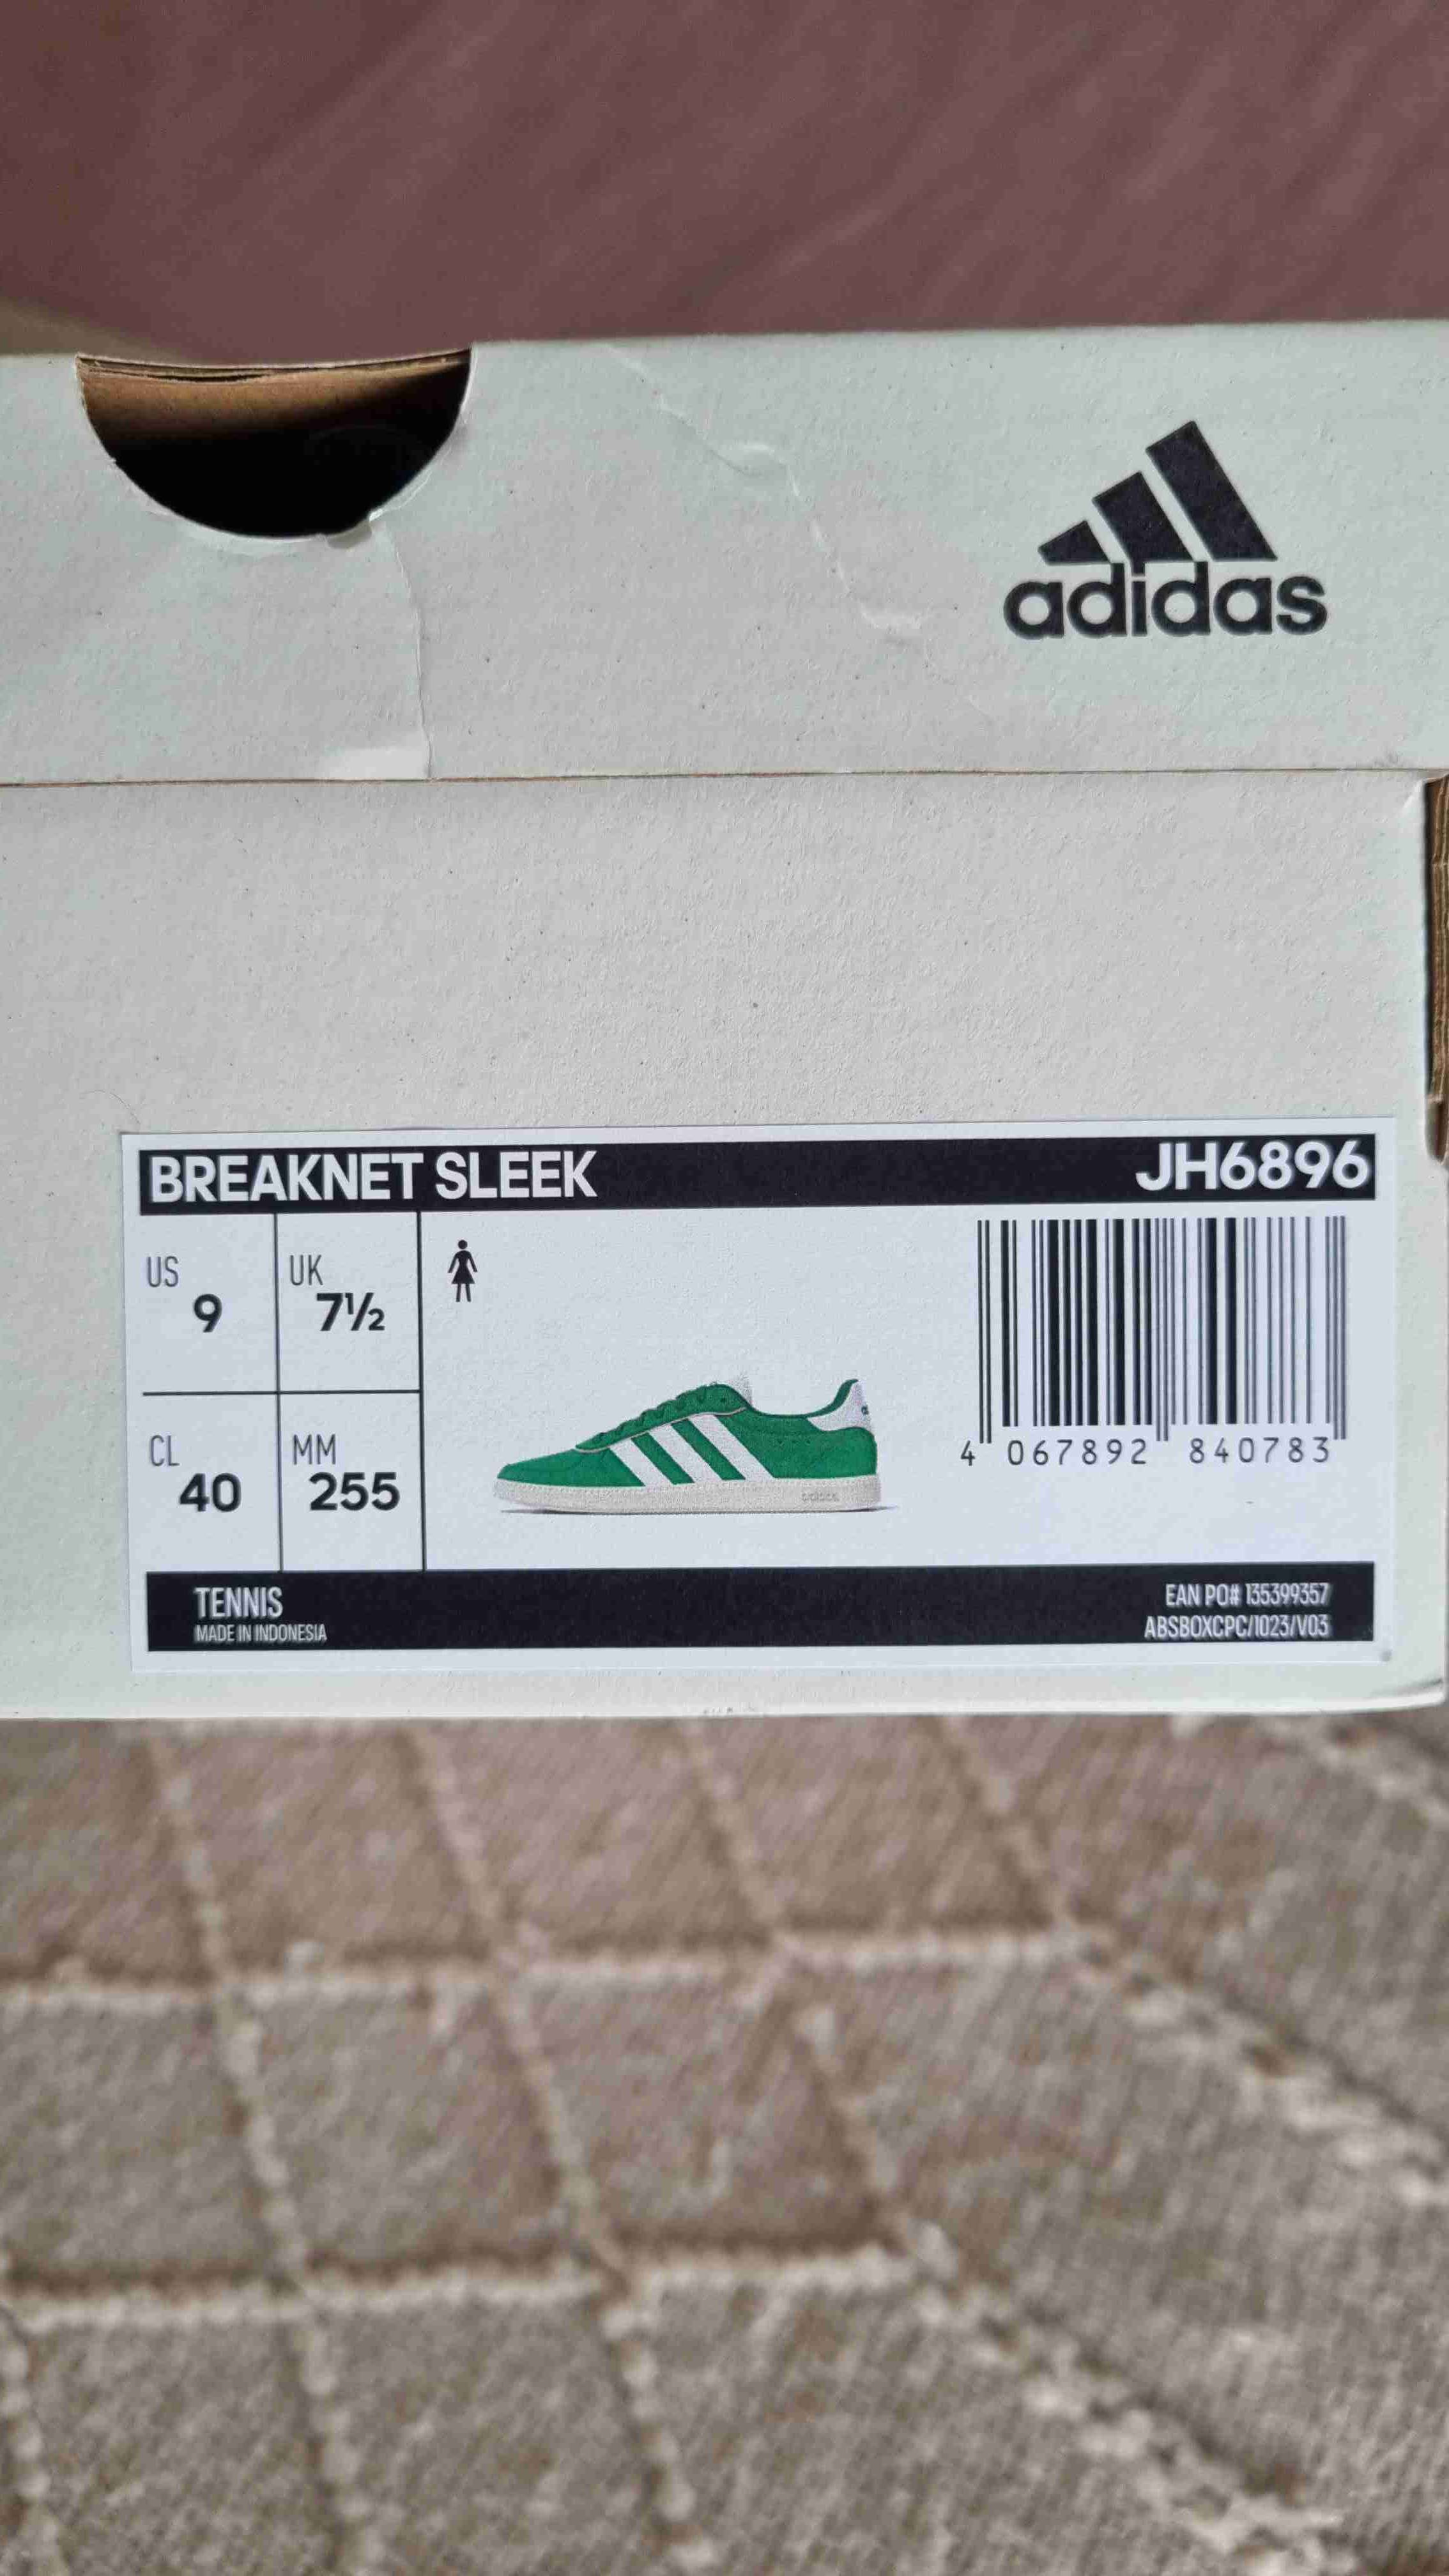 adidas
BREAKNET SLEEK JH6896
US UK
9 7½
CL MM
40 255
4 067892 840783
TENNIS
MADE IN INDONESIA
EAN PO# 135399357
ABSBOXCPC/1023/V03